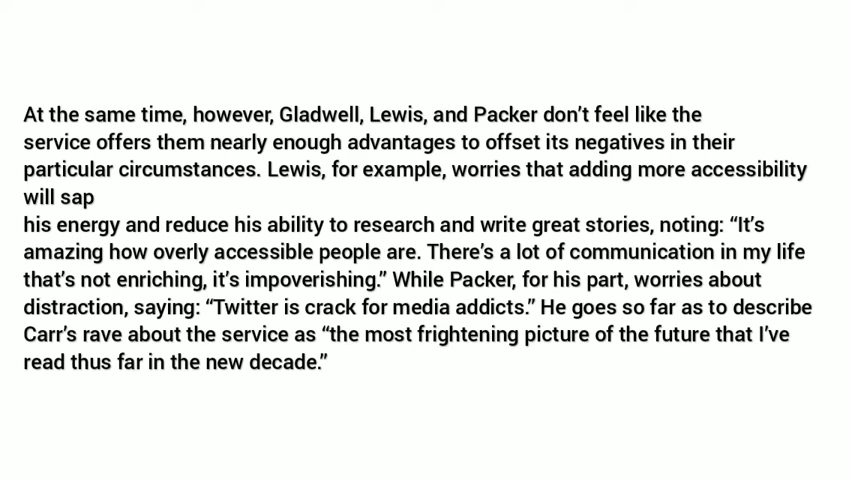 At the same time, however, Gladwell, Lewis, and Packer don’t feel like the
service offers them nearly enough advantages to offset its negatives in their
particular circumstances. Lewis, for example, worries that adding more accessibility
will sap
his energy and reduce his ability to research and write great stories, noting: “It’s
amazing how overly accessible people are. There’s a lot of communication in my life
that’s not enriching, it’s impoverishing.” While Packer, for his part, worries about
distraction, saying: “Twitter is crack for media addicts.” He goes so far as to describe
Carr’s rave about the service as “the most frightening picture of the future that I’ve
read thus far in the new decade.”